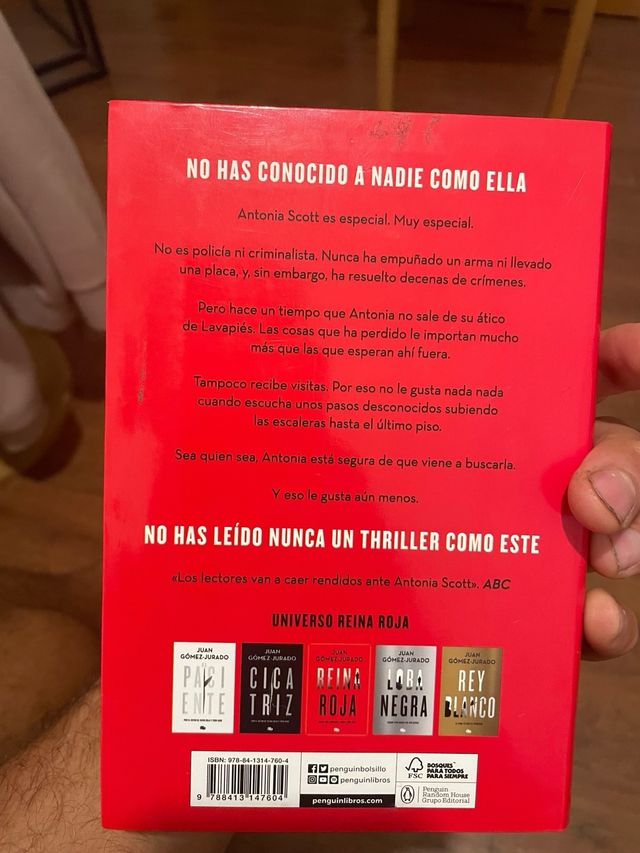 NO HAS CONOCIDO A NADIE COMO ELLA
Antonia Scott es especial. Muy especial.
No es policía ni criminalista. Nunca ha empuñado un arma ni llevado
una placa, y, sin embargo, ha resuelto decenas de crímenes.
Pero hace un tiempo que Antonia no sale de su ático
de Lavapiés. Las cosas que ha perdido le importan mucho
más que las que esperan ahí fuera.
Tampoco recibe visitas. Por eso no le gusta nada nada
cuando escucha unos pasos desconocidos subiendo
las escaleras hasta el último piso.
Sea quien sea, Antonia está segura de que viene a buscarla.
Y eso le gusta aún menos.
NO HAS LEÍDO NUNCA UN THRILLER COMO ESTE
«Los lectores van a caer rendidos ante Antonia Scott». ABC
UNIVERSO REINA ROJA
JUAN
GÓMEZ-JURADO
EL
PACI
ENTE
JUAN
GÓMEZ-JURADO
CICA
TRIZ
JUAN
GÓMEZ-JURADO
REINA
ROJA
JUAN
GÓMEZ-JURADO
LOBA
NEGRA
JUAN
GÓMEZ-JURADO
REY
BLANCO
ISBN: 978-84-1314-760-4
9 788413 147604
penguinbolsillo
penguinlibros
penguinlibros.com
FSC
BOSQUES
PARA TODOS
PARA SIEMPRE
Penguin
Random House
Grupo Editorial